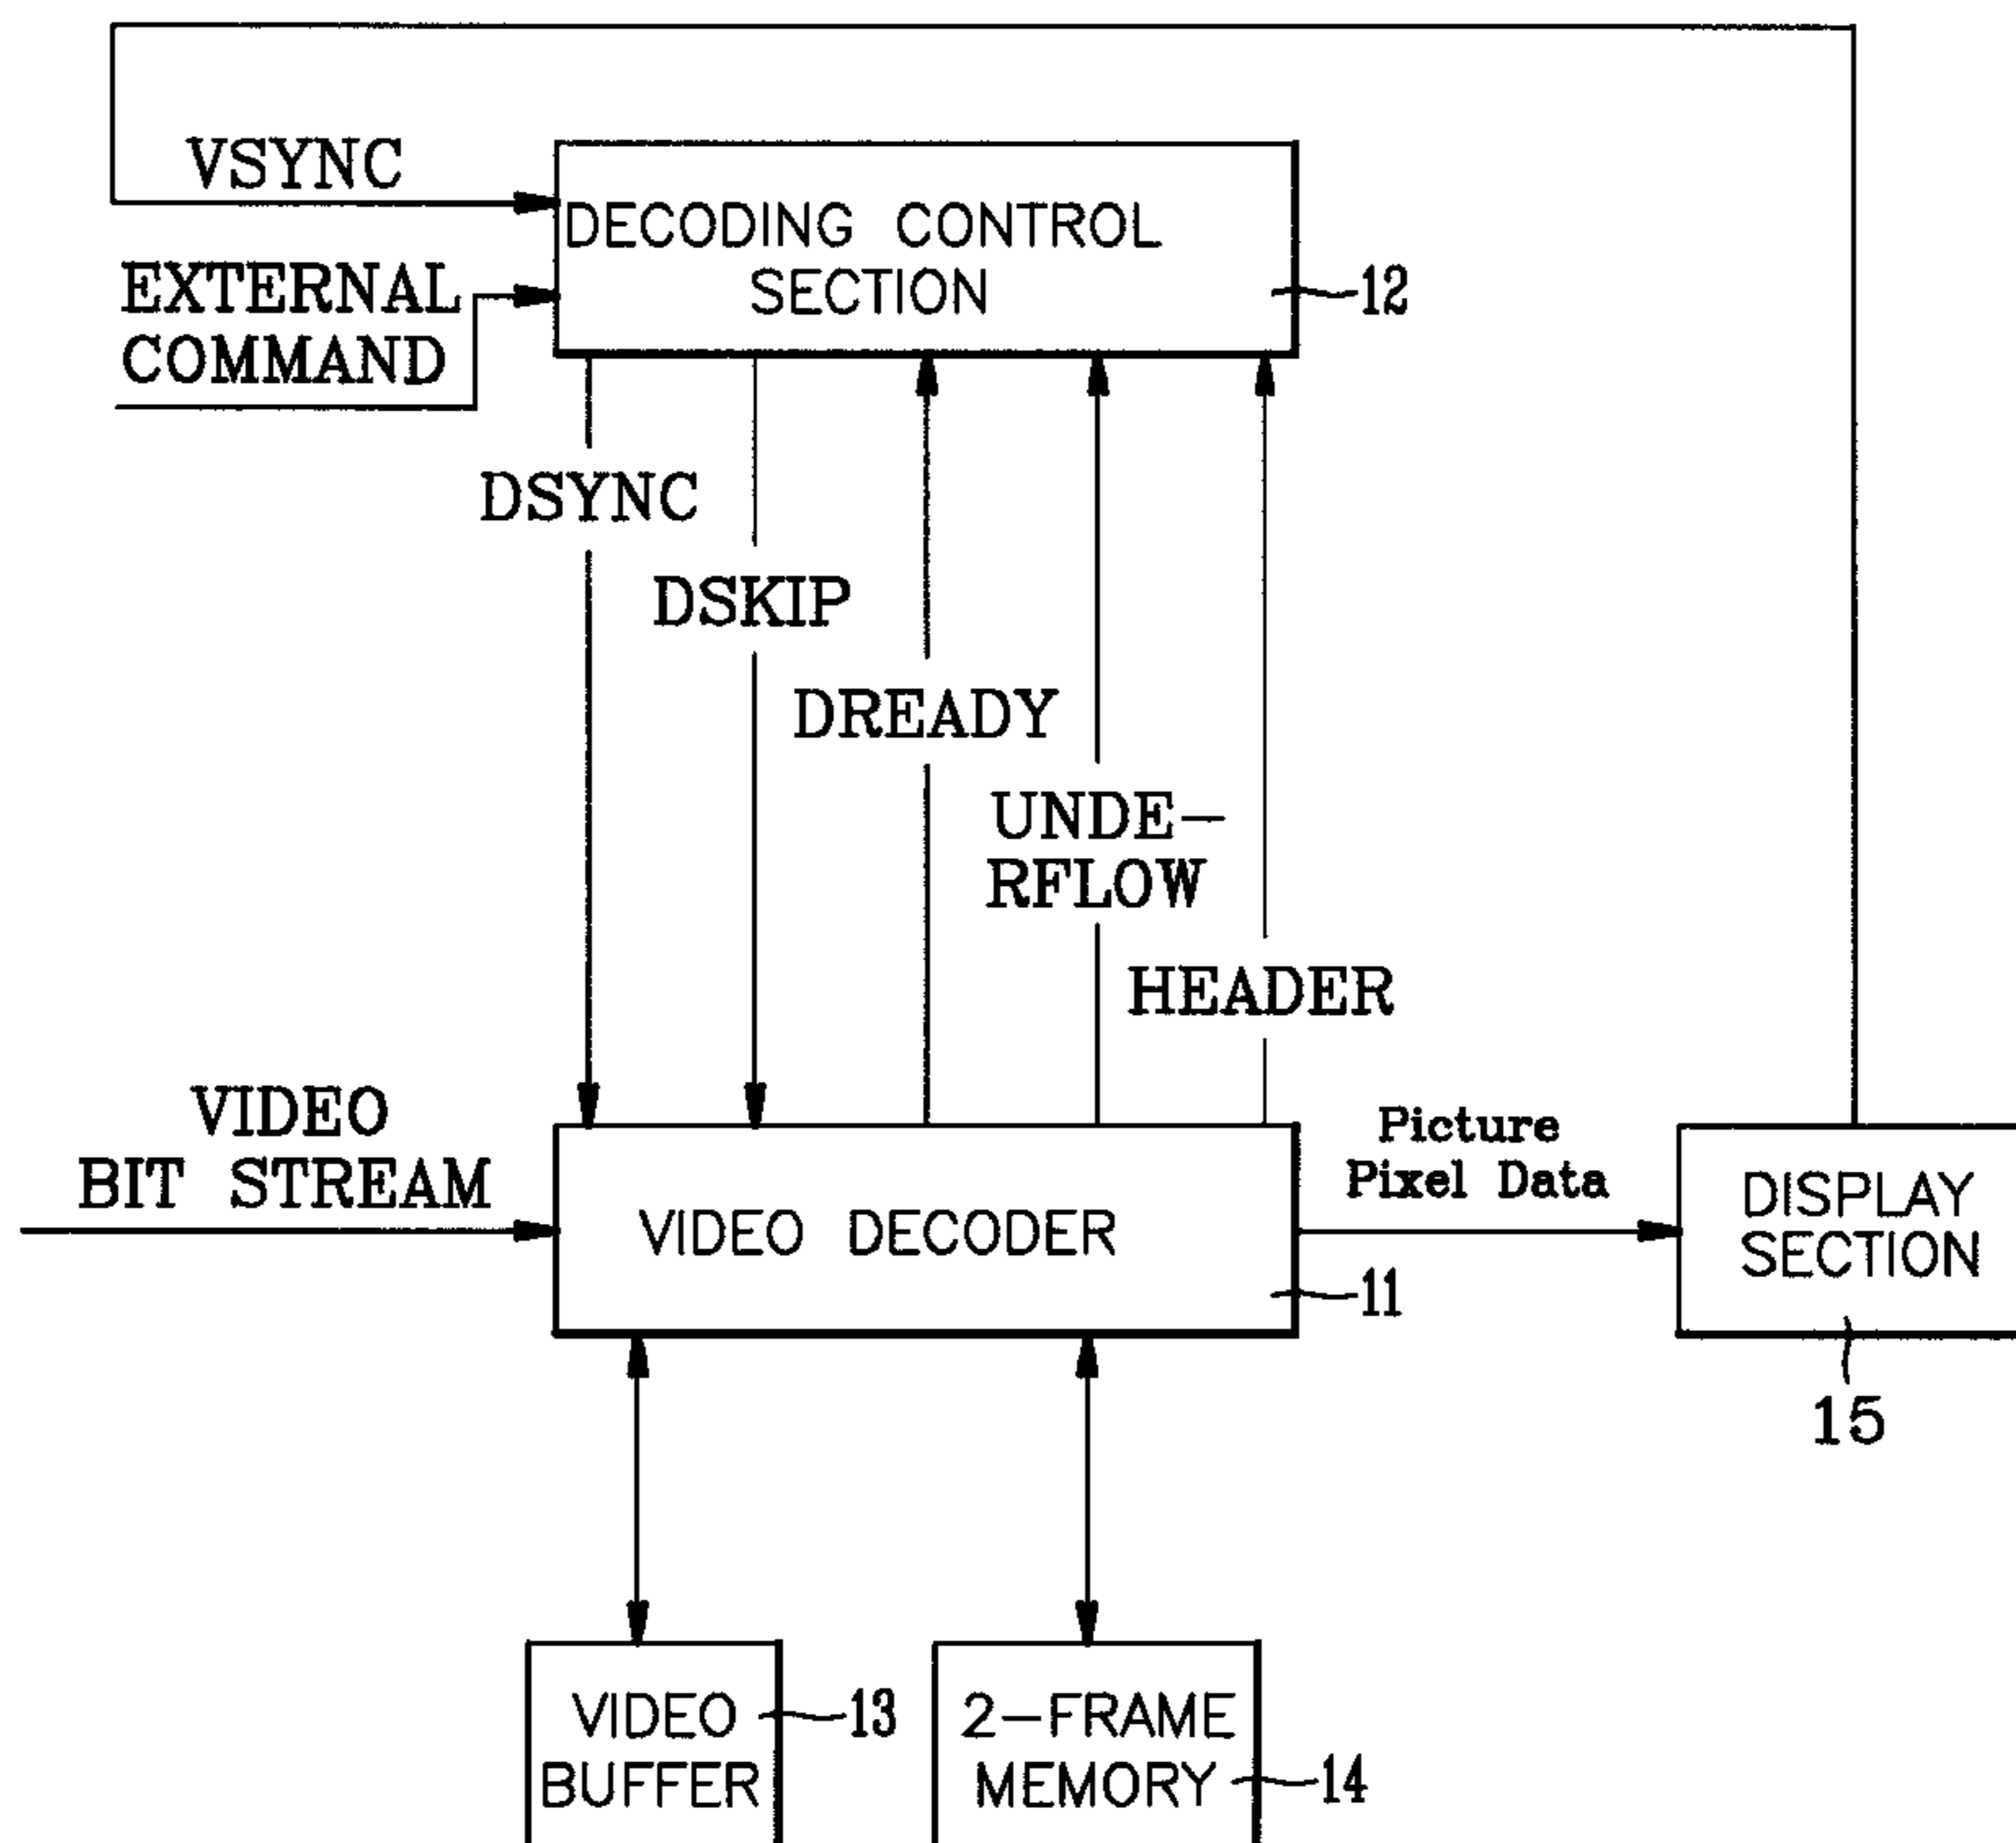 VSYNC
DECODING CONTROL
SECTION
12
EXTERNAL
COMMAND
DSYNC
DSKIP
DREADY
UNDE-
RFLOW
HEADER
VIDEO
BIT STREAM
VIDEO DECODER
11
Picture
Pixel Data
DISPLAY
SECTION
15
VIDEO
BUFFER
13
2-FRAME
MEMORY
14